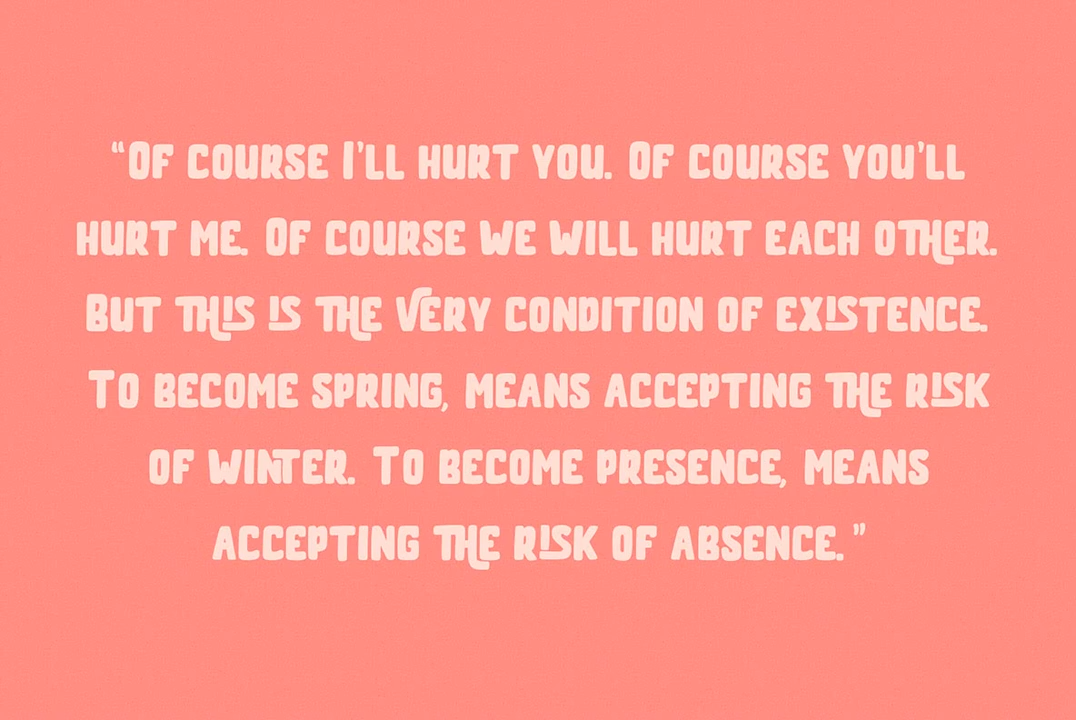 “Of course I’ll hurt you. Of course you’ll
hurt me. Of course we will hurt each other.
But this is the very condition of existence.
To become spring, means accepting the risk
of winter. To become presence, means
accepting the risk of absence.”